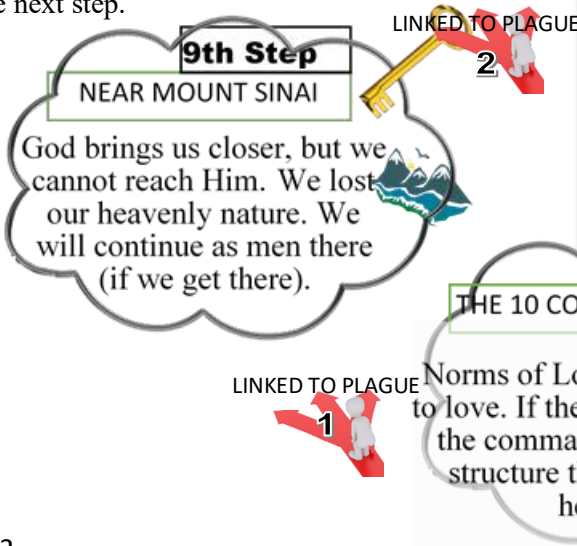 e next step.
LINKED TO PLAGUE
2
9th Step
NEAR MOUNT SINAI
God brings us closer, but we
cannot reach Him. We lost
our heavenly nature. We
will continue as men there
(if we get there).
THE 10 CO
LINKED TO PLAGUE
1
Norms of Lo
to love. If the
the comma
structure t
he